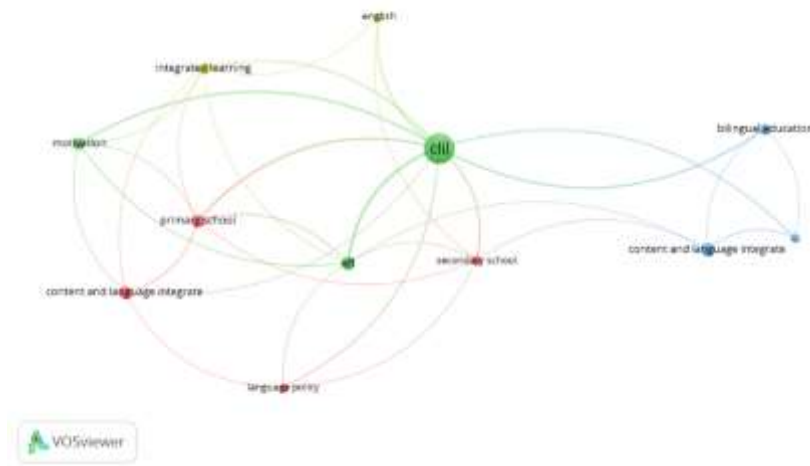 english
integrated learning
motivation
clil
bilingual education
primary school
efl
secondary school
content and language integrate
content and language integrate
language policy
VOSviewer